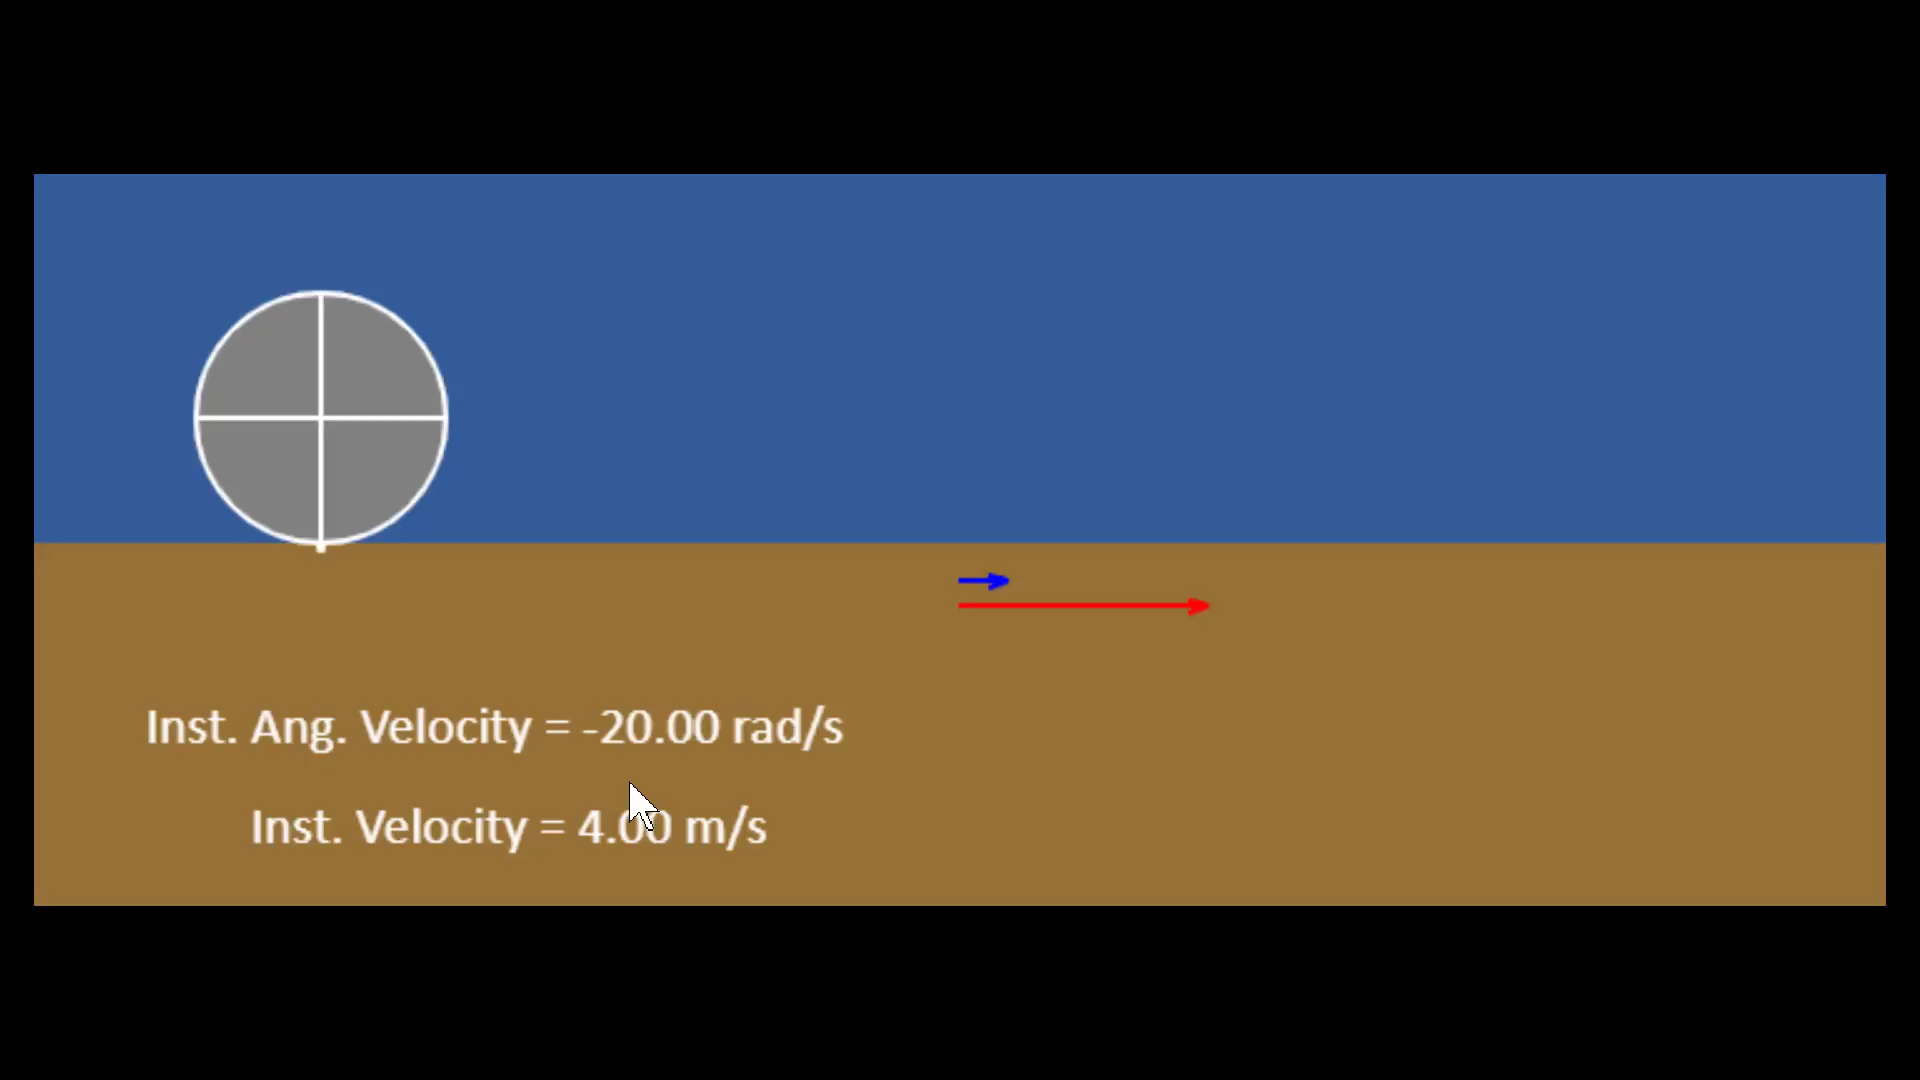 Inst. Ang. Velocity = -20.00 rad/s
Inst. Velocity = 4.00 m/s